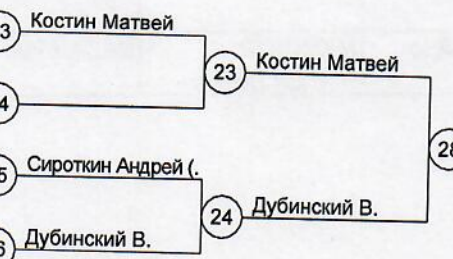 3 Костин Матвей
23 Костин Матвей
4
28
5 Сироткин Андрей (.
24 Дубинский В.
6 Дубинский В.